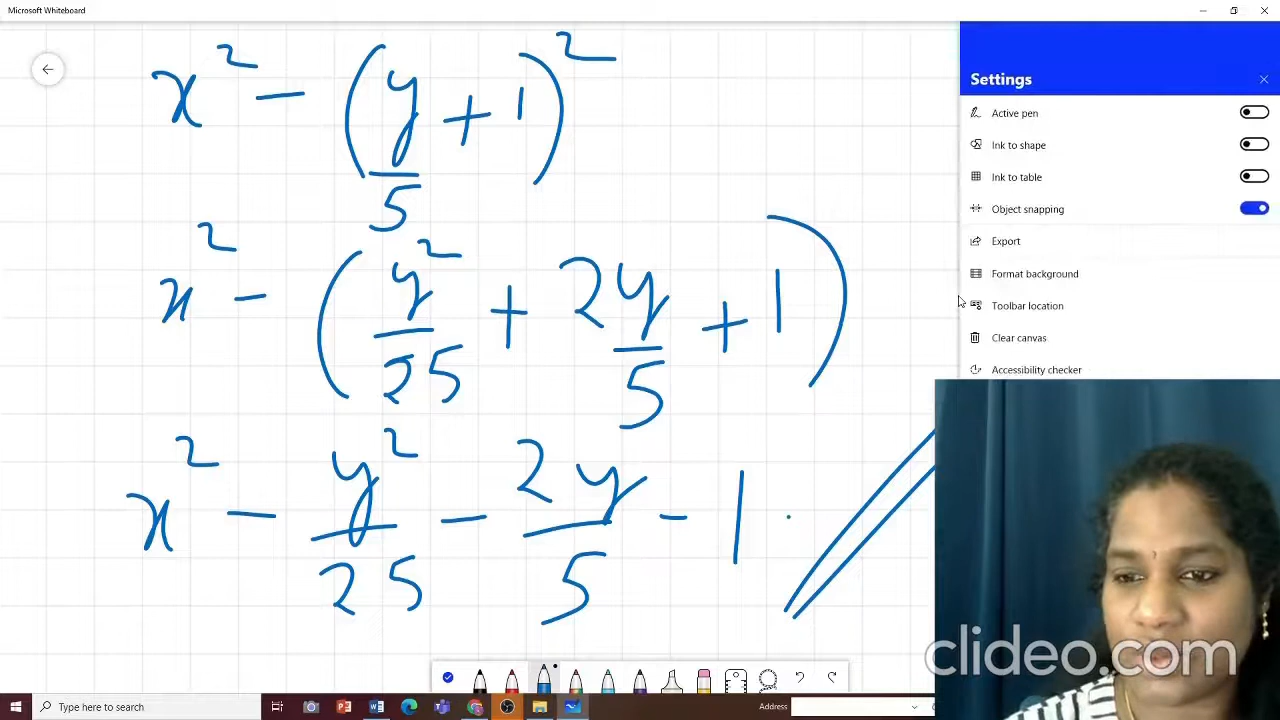 Microsoft Whiteboard
Settings
Active pen
Ink to shape
Ink to table
Object snapping
Export
Format background
Toolbar location
Clear canvas
Accessibility checker
x² − (y/5 + 1)²
x² − (y²/25 + 2y/5 + 1)
x² − y²/25 − 2y/5 − 1
clideo.com
Type here to search
Address